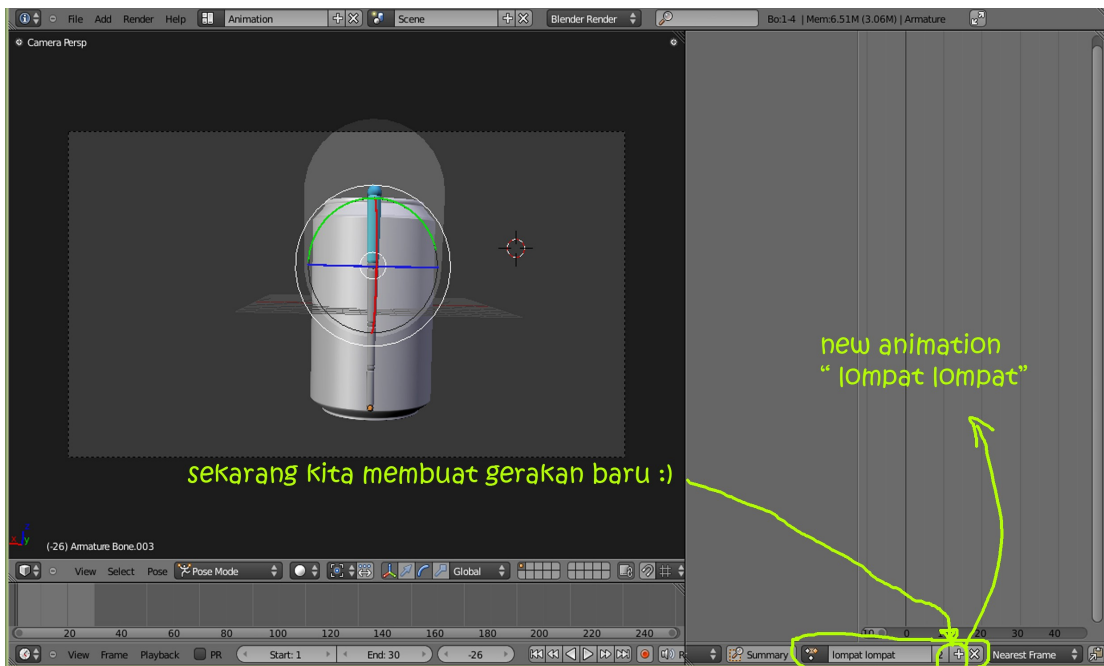 File Add Render Help Animation Scene Blender Render Bo:1-4 | Mem:6.51M (3.06M) | Armature
Camera Persp
new animation
“ lompat lompat”
sekarang kita membuat gerakan baru :)
(-26) Armature Bone.003
View Select Pose Pose Mode Global
20 40 60 80 100 120 140 160 180 200 220 240
0 20 30 40
View Frame Playback PR Start: 1 End: 30 -26 Summary lompat lompat Nearest Frame